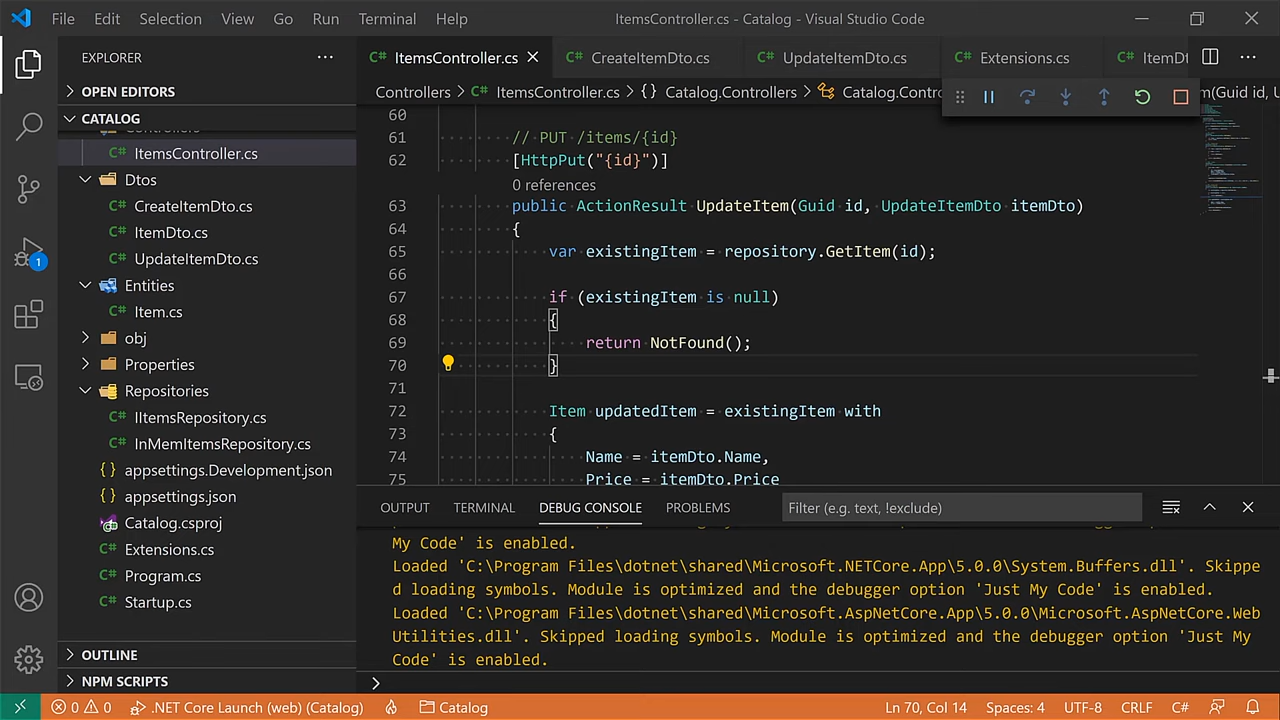 File Edit Selection View Go Run Terminal Help ItemsController.cs - Catalog - Visual Studio Code
EXPLORER
OPEN EDITORS
CATALOG
Controllers
C# ItemsController.cs
Dtos
C# CreateItemDto.cs
C# ItemDto.cs
C# UpdateItemDto.cs
Entities
C# Item.cs
obj
Properties
Repositories
C# IItemsRepository.cs
C# InMemItemsRepository.cs
{} appsettings.Development.json
{} appsettings.json
Catalog.csproj
C# Extensions.cs
C# Program.cs
C# Startup.cs
OUTLINE
NPM SCRIPTS
1
C# ItemsController.cs C# CreateItemDto.cs C# UpdateItemDto.cs C# Extensions.cs C# ItemDt
Controllers > C# ItemsController.cs > {} Catalog.Controllers > Catalog.Contro m(Guid id, U
60
61 // PUT /items/{id}
62 [HttpPut("{id}")]
0 references
63 public ActionResult UpdateItem(Guid id, UpdateItemDto itemDto)
64 {
65 var existingItem = repository.GetItem(id);
66
67 if (existingItem is null)
68 {
69 return NotFound();
70 }
71
72 Item updatedItem = existingItem with
73 {
74 Name = itemDto.Name,
75 Price = itemDto.Price
OUTPUT TERMINAL DEBUG CONSOLE PROBLEMS Filter (e.g. text, !exclude)
My Code' is enabled.
Loaded 'C:\Program Files\dotnet\shared\Microsoft.NETCore.App\5.0.0\System.Buffers.dll'. Skippe
d loading symbols. Module is optimized and the debugger option 'Just My Code' is enabled.
Loaded 'C:\Program Files\dotnet\shared\Microsoft.AspNetCore.App\5.0.0\Microsoft.AspNetCore.Web
Utilities.dll'. Skipped loading symbols. Module is optimized and the debugger option 'Just My
Code' is enabled.
>
0 0 .NET Core Launch (web) (Catalog) Catalog Ln 70, Col 14 Spaces: 4 UTF-8 CRLF C#